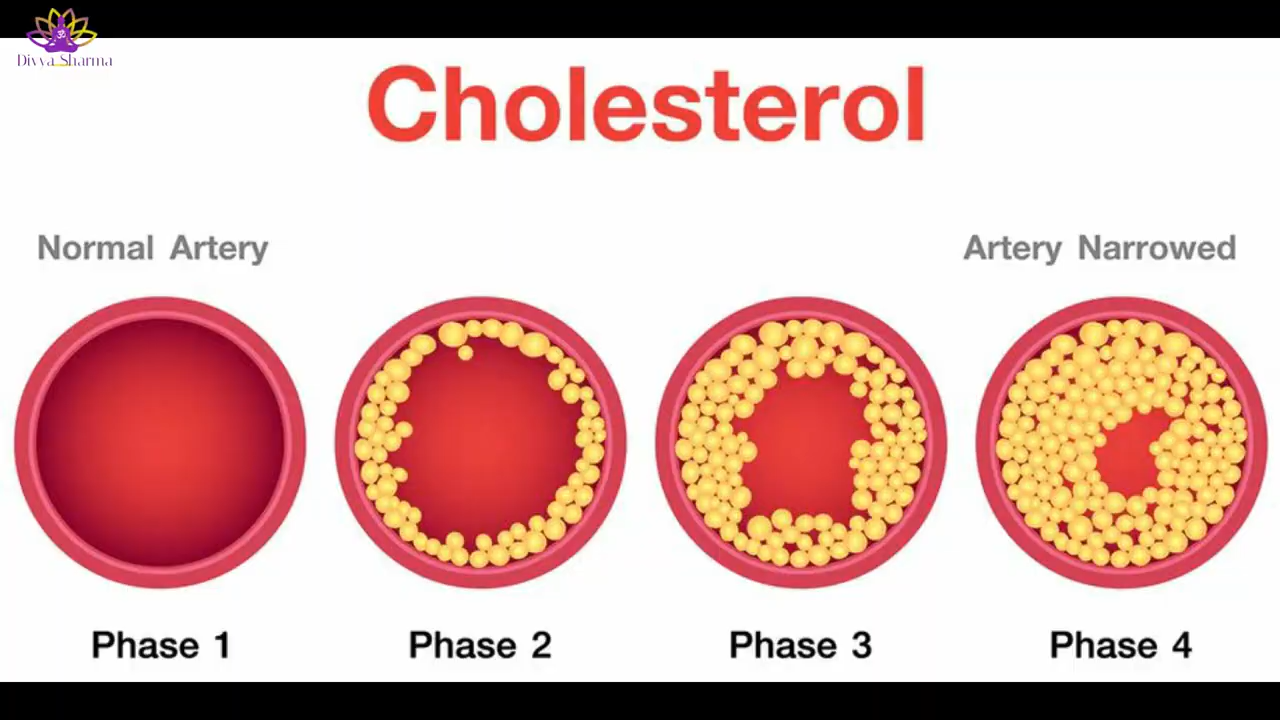 Divya Sharma
Cholesterol
Normal Artery
Artery Narrowed
Phase 1
Phase 2
Phase 3
Phase 4